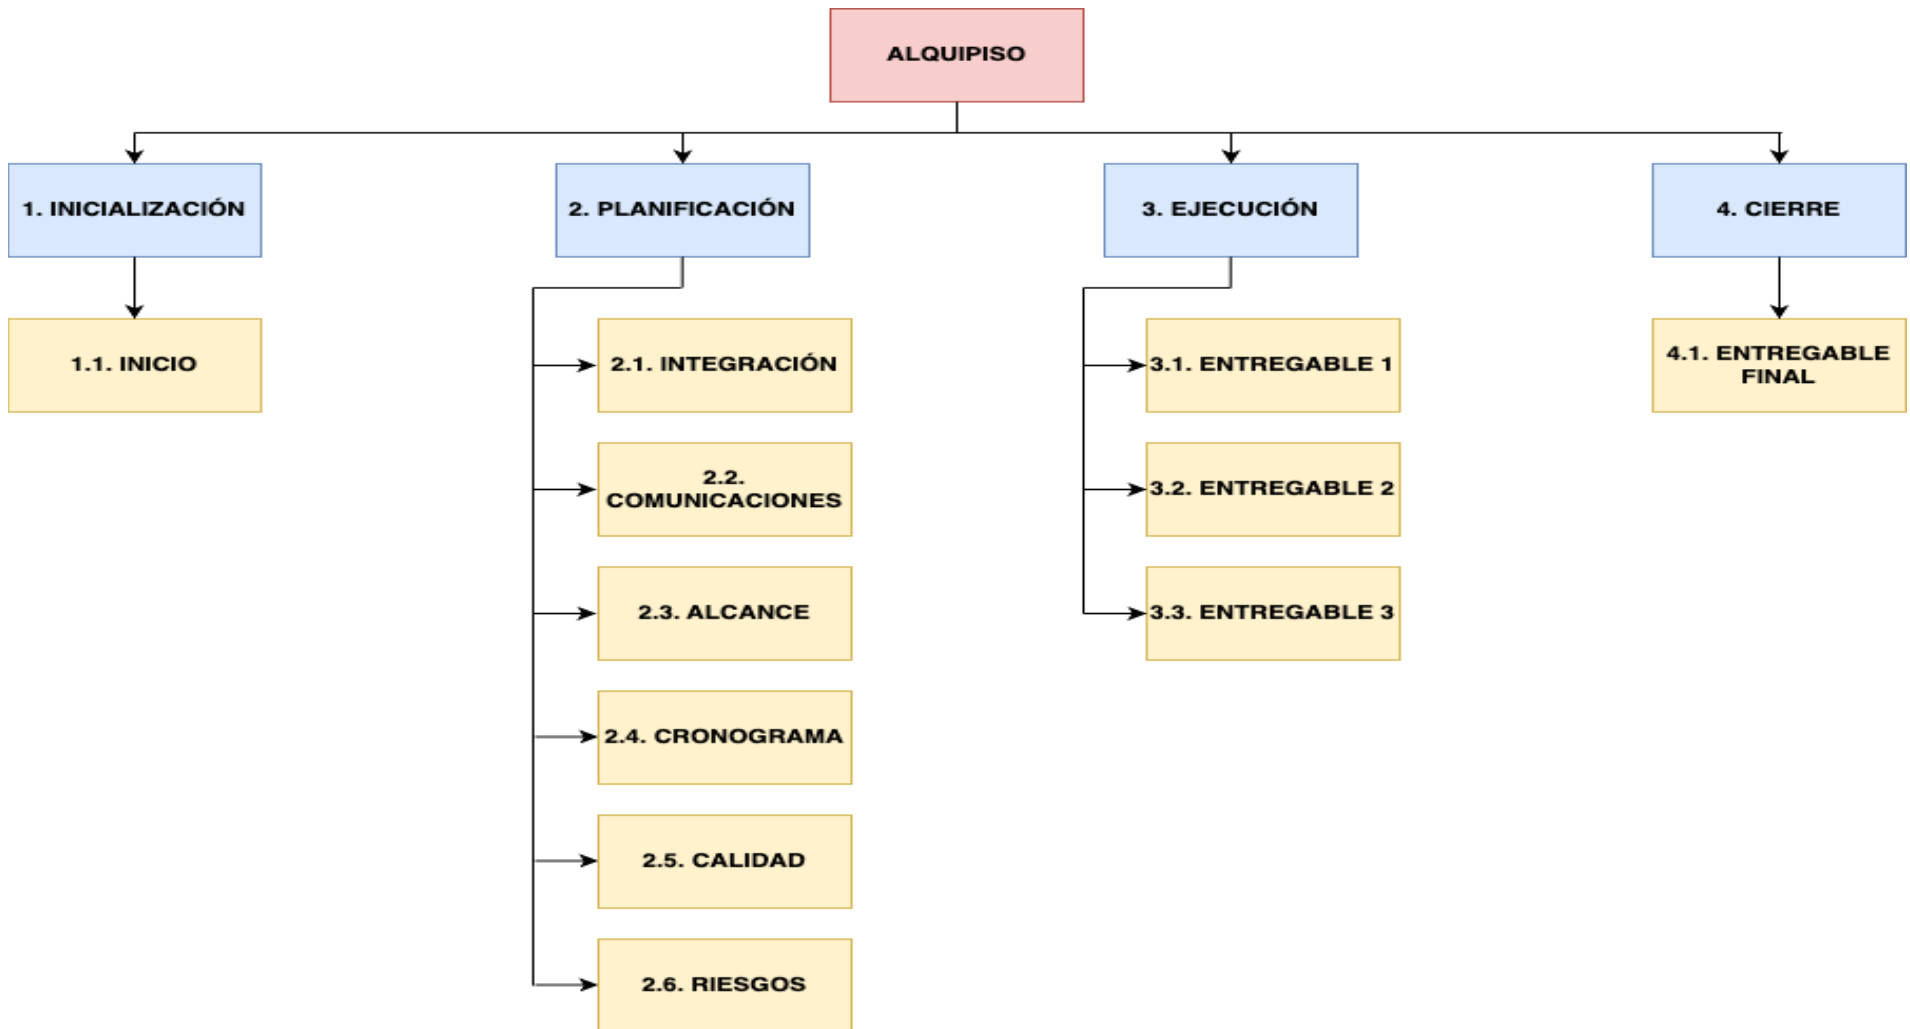 ALQUIPISO
1. INICIALIZACIÓN
2. PLANIFICACIÓN
3. EJECUCIÓN
4. CIERRE
1.1. INICIO
2.1. INTEGRACIÓN
2.2.
COMUNICACIONES
2.3. ALCANCE
2.4. CRONOGRAMA
2.5. CALIDAD
2.6. RIESGOS
3.1. ENTREGABLE 1
3.2. ENTREGABLE 2
3.3. ENTREGABLE 3
4.1. ENTREGABLE
FINAL